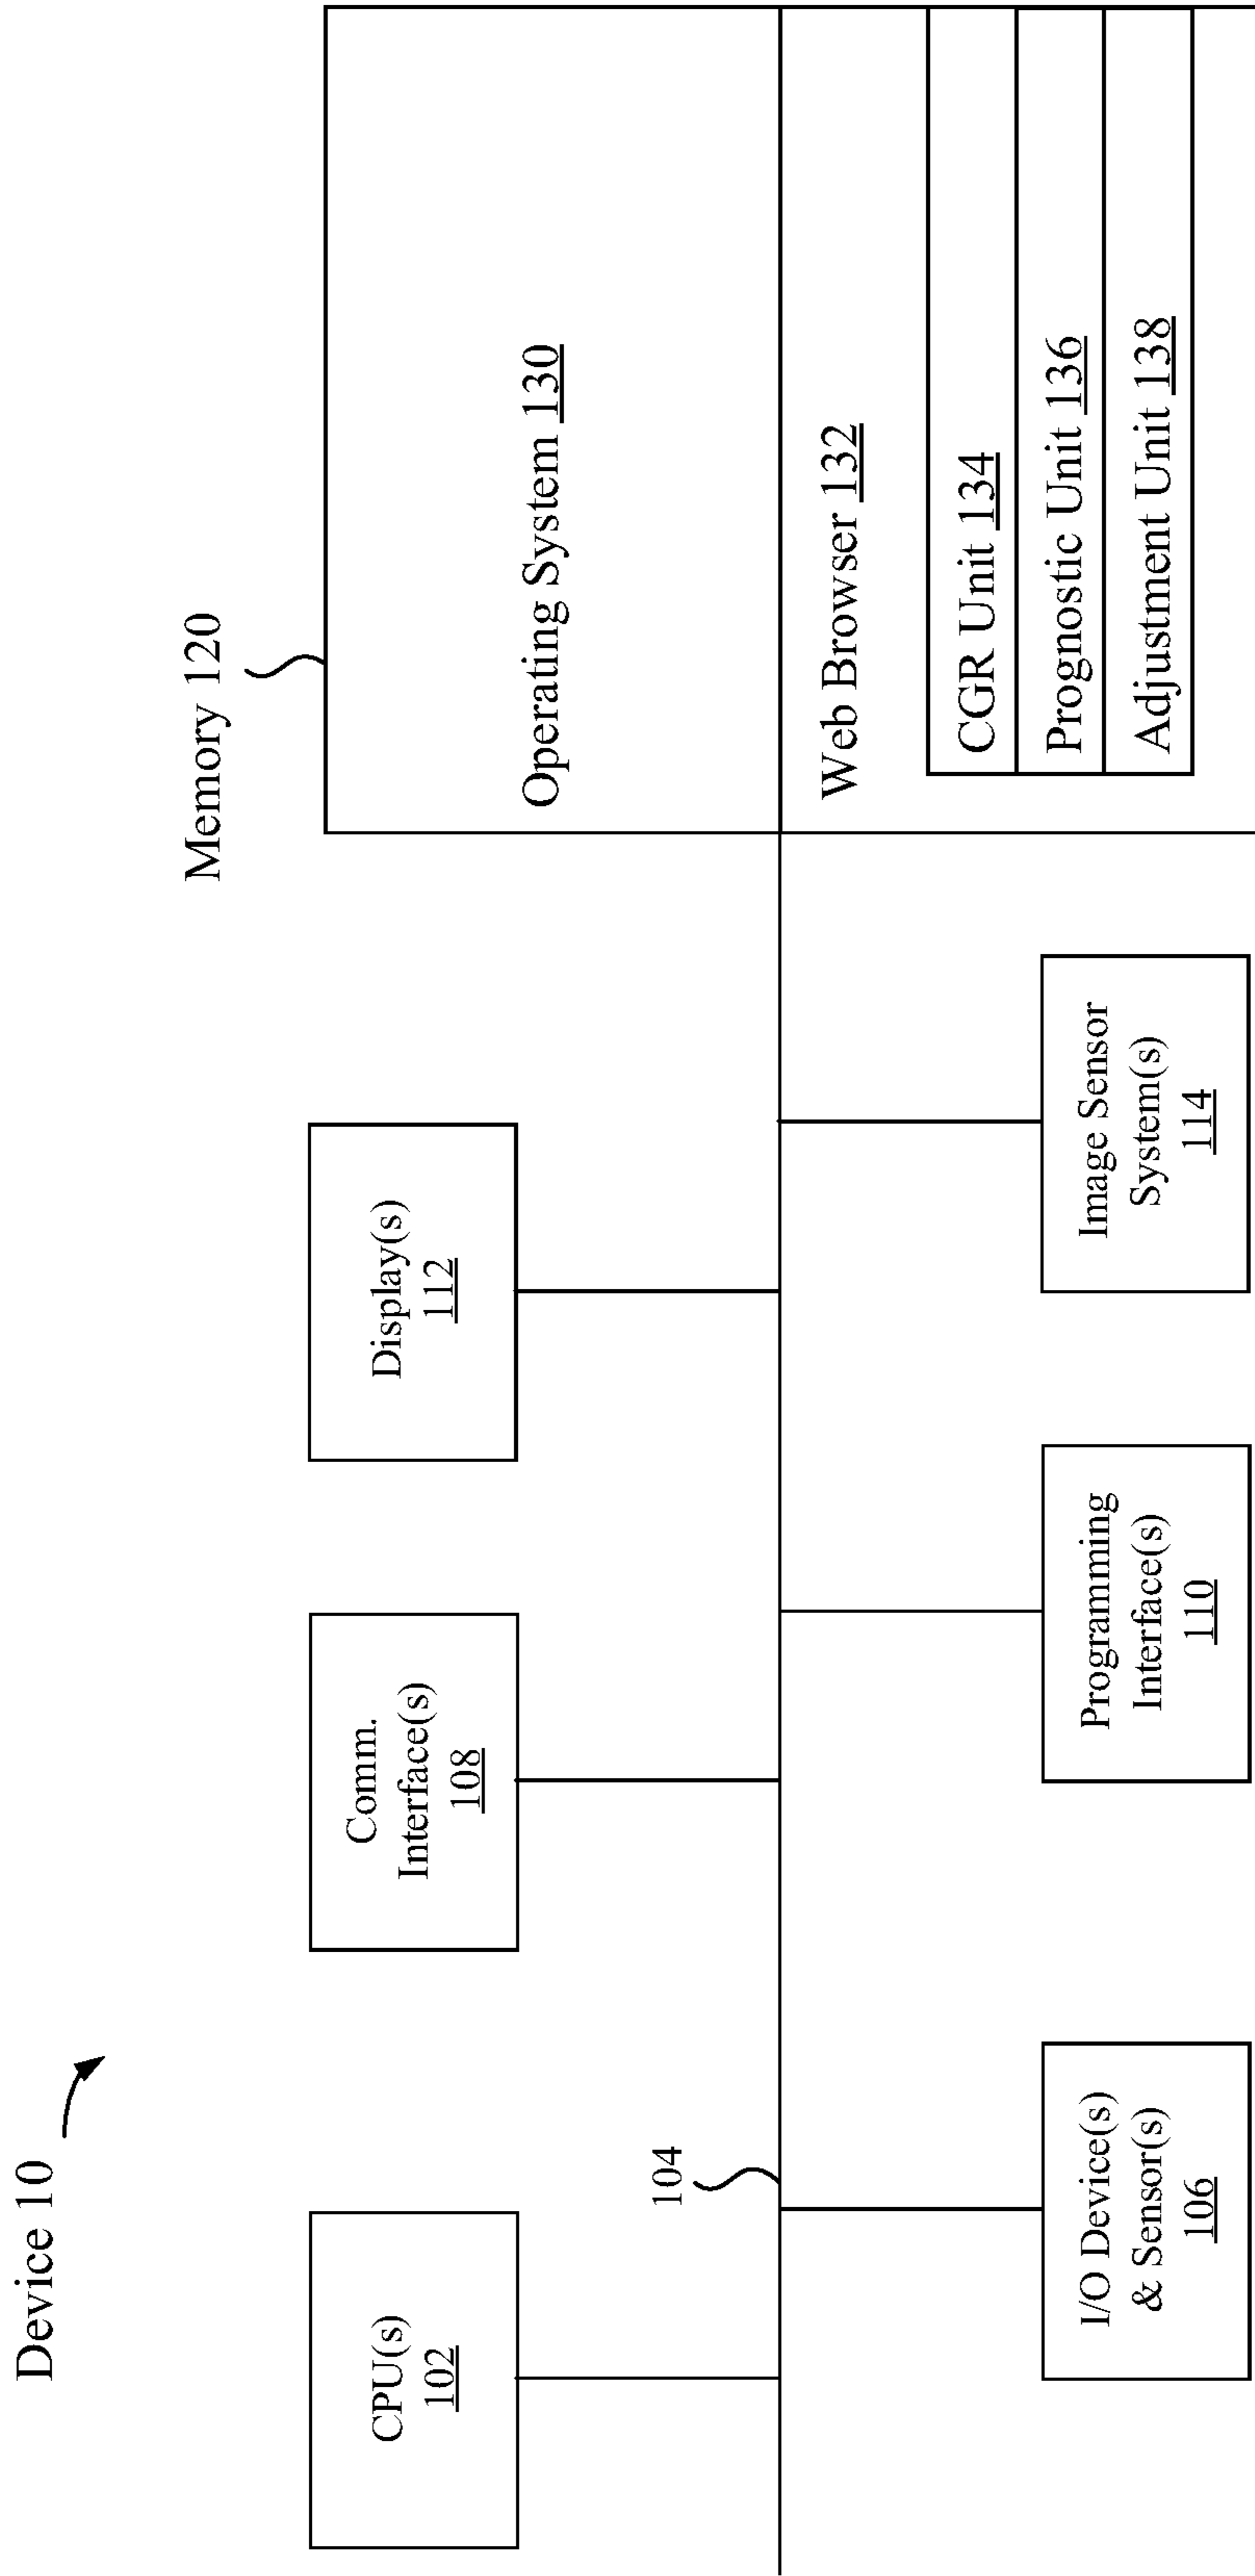 Device 10
CPU(s)
102
Comm.
Interface(s)
108
Display(s)
112
104
I/O Device(s)
& Sensor(s)
106
Programming
Interface(s)
110
Image Sensor
System(s)
114
Memory 120
Operating System 130
Web Browser 132
CGR Unit 134
Prognostic Unit 136
Adjustment Unit 138